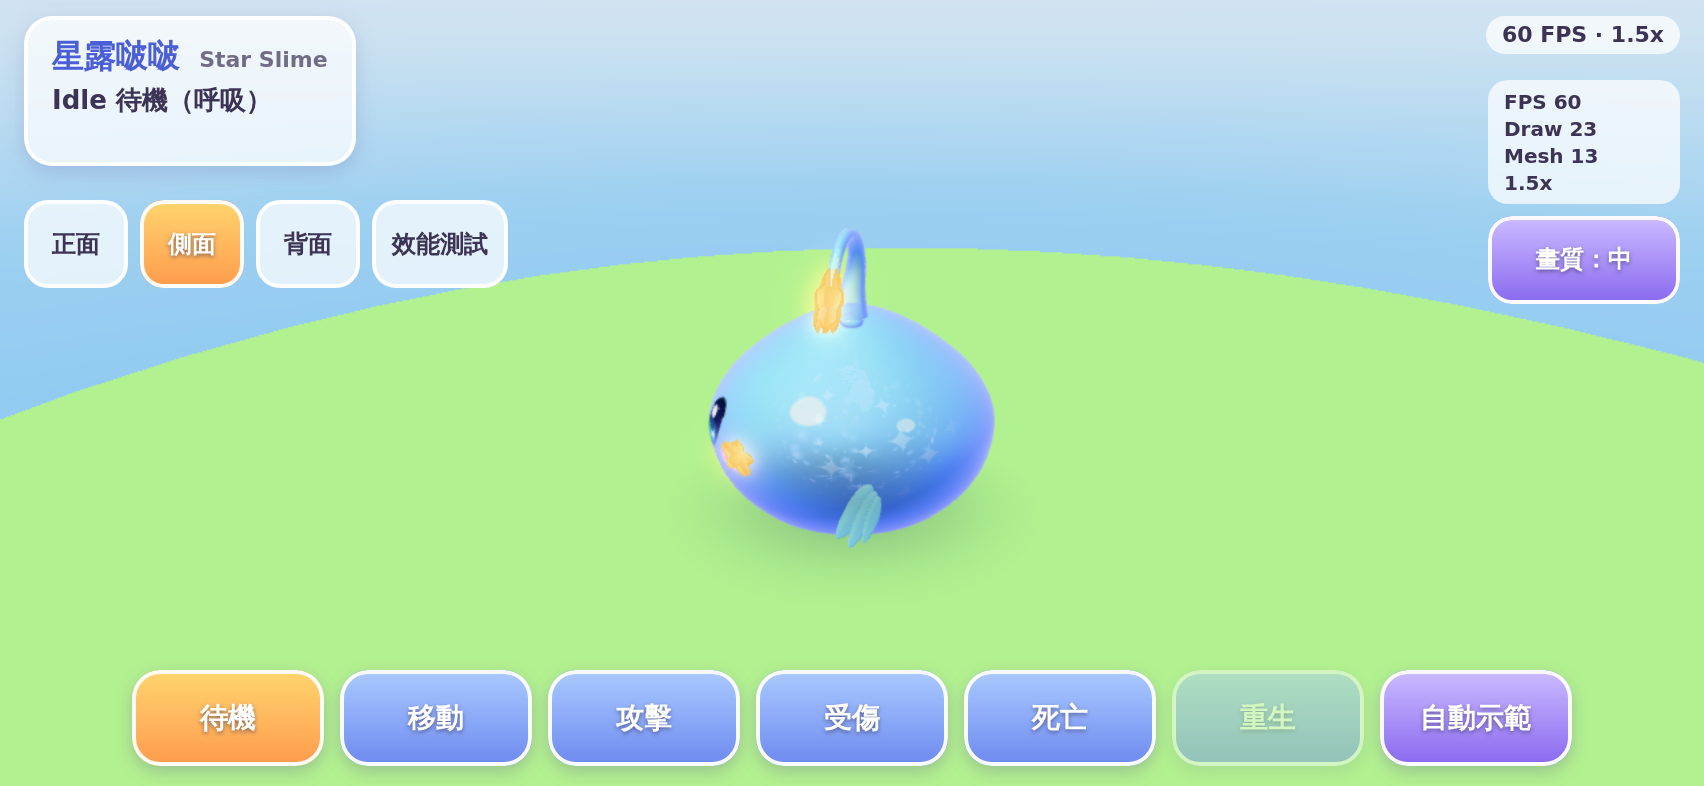 星露啵啵 Star Slime
Idle 待機（呼吸）
60 FPS · 1.5x
FPS 60
Draw 23
Mesh 13
1.5x
正面
側面
背面
效能測試
畫質：中
待機
移動
攻擊
受傷
死亡
重生
自動示範